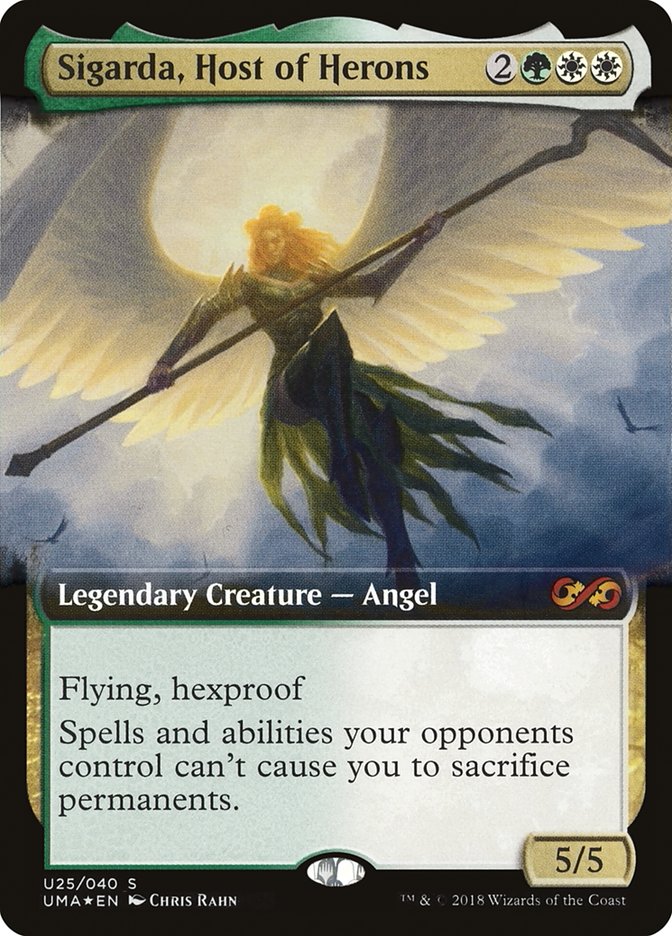 Sigarda, Host of Herons 2
Legendary Creature — Angel
Flying, hexproof
Spells and abilities your opponents
control can't cause you to sacrifice
permanents.
5/5
U25/040 S
UMA★EN Chris Rahn
™ & © 2018 Wizards of the Coast